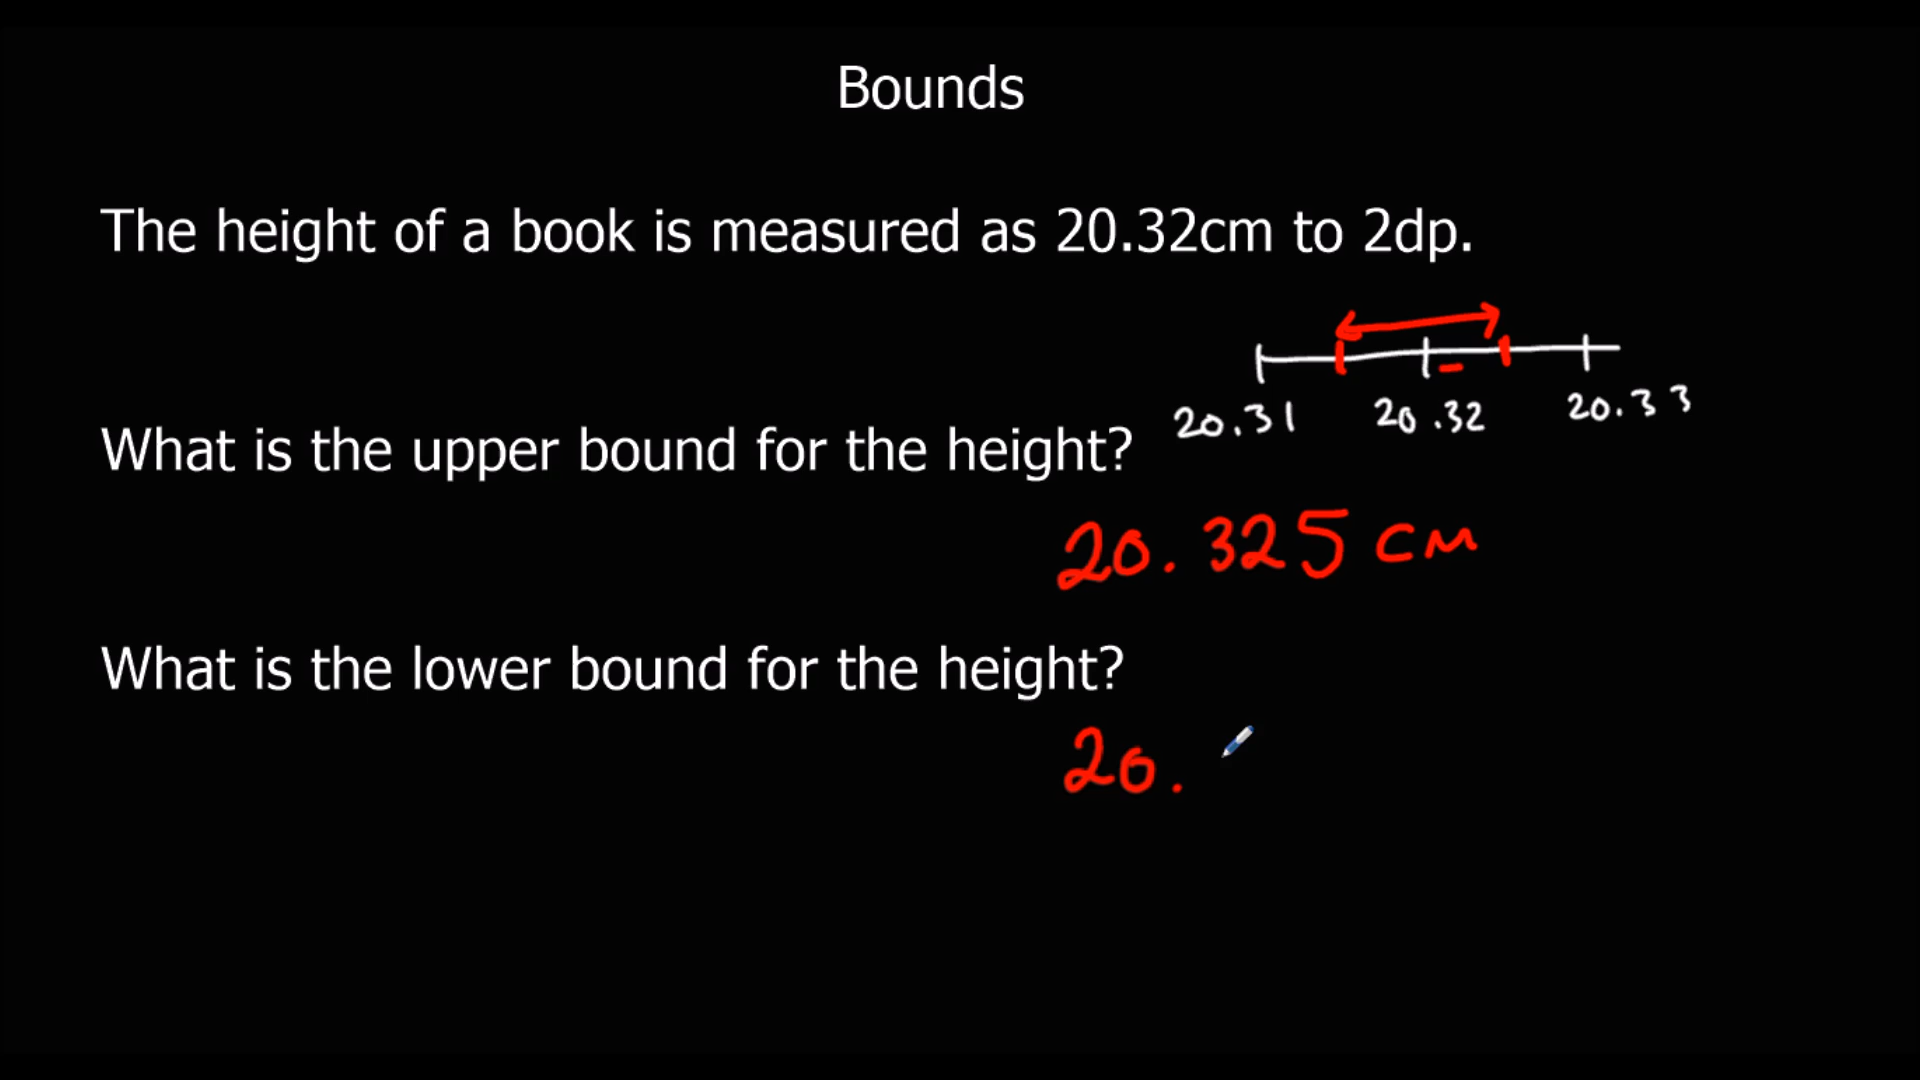 Bounds
The height of a book is measured as 20.32cm to 2dp.
20.31 20.32 20.33
What is the upper bound for the height?
20.325 cm
What is the lower bound for the height?
20.